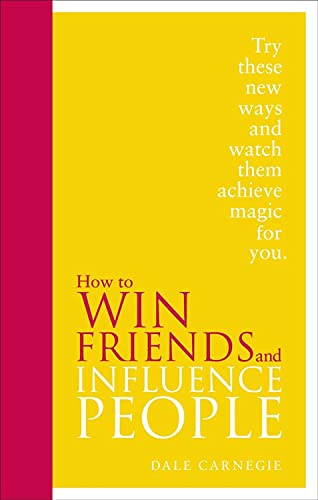 Try
these
new
ways
and
watch
them
achieve
magic
for
you.
How to
WIN
FRIENDS and
INFLUENCE
PEOPLE
DALE CARNEGIE